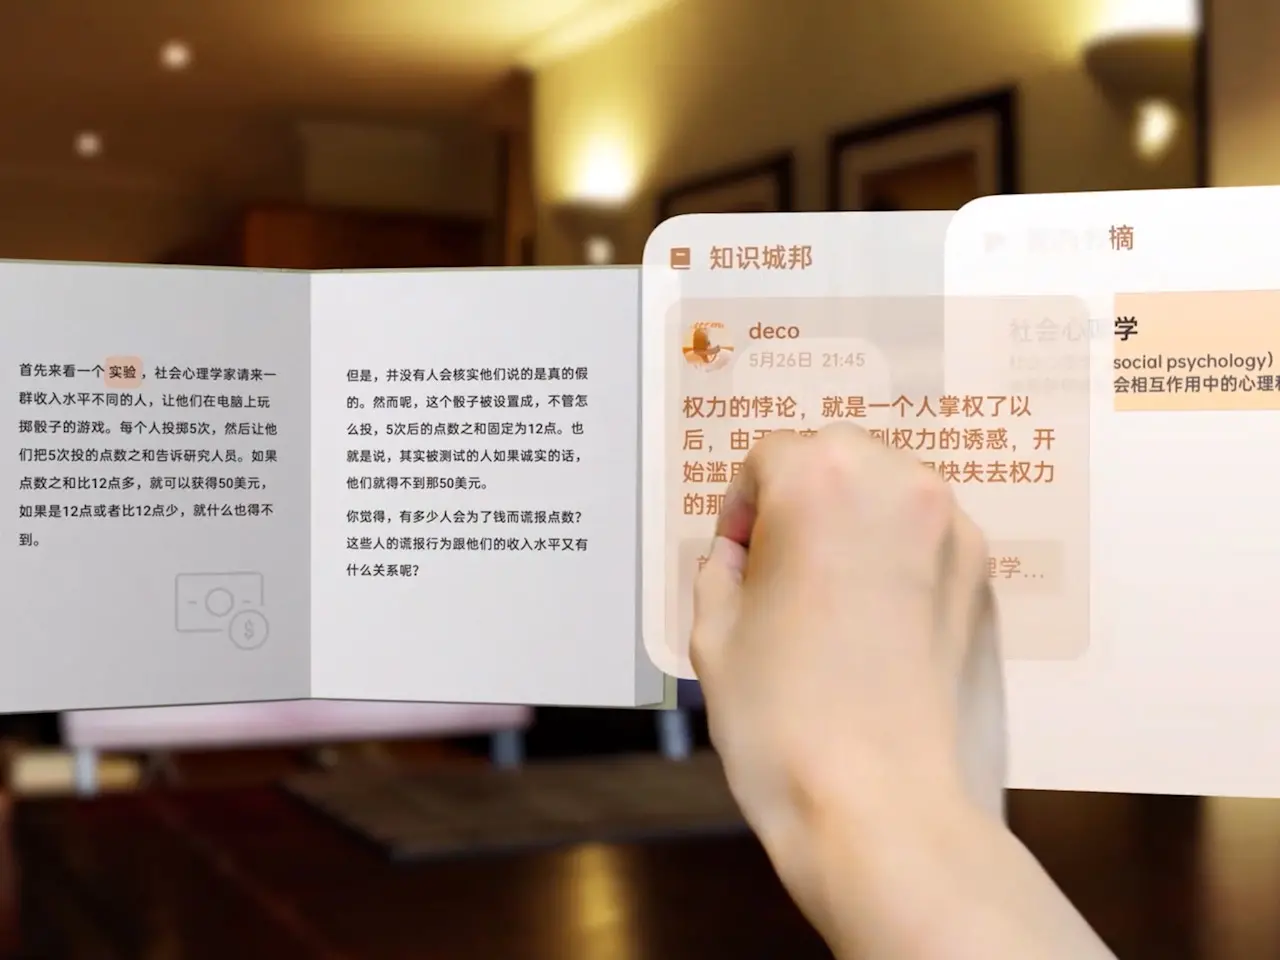 首先来看一个实验，社会心理学家请来一
群收入水平不同的人，让他们在电脑上玩
掷骰子的游戏。每个人投掷5次，然后让他
们把5次投的点数之和告诉研究人员。如果
点数之和比12点多，就可以获得50美元，
如果是12点或者比12点少，就什么也得不
到。
$
但是，并没有人会核实他们说的是真的假
的。然而呢，这个骰子被设置成，不管怎
么投，5次后的点数之和固定为12点。也
就是说，其实被测试的人如果诚实的话，
他们就得不到那50美元。
你觉得，有多少人会为了钱而谎报点数？
这些人的谎报行为跟他们的收入水平又有
什么关系呢？
知识城邦
deco
5月26日 21:45
权力的悖论，就是一个人掌权了以
后，由于 到权力的诱惑，开
始滥用 很快失去权力
的那
理学...
摘
社会心理学
social psychology)
会相互作用中的心理